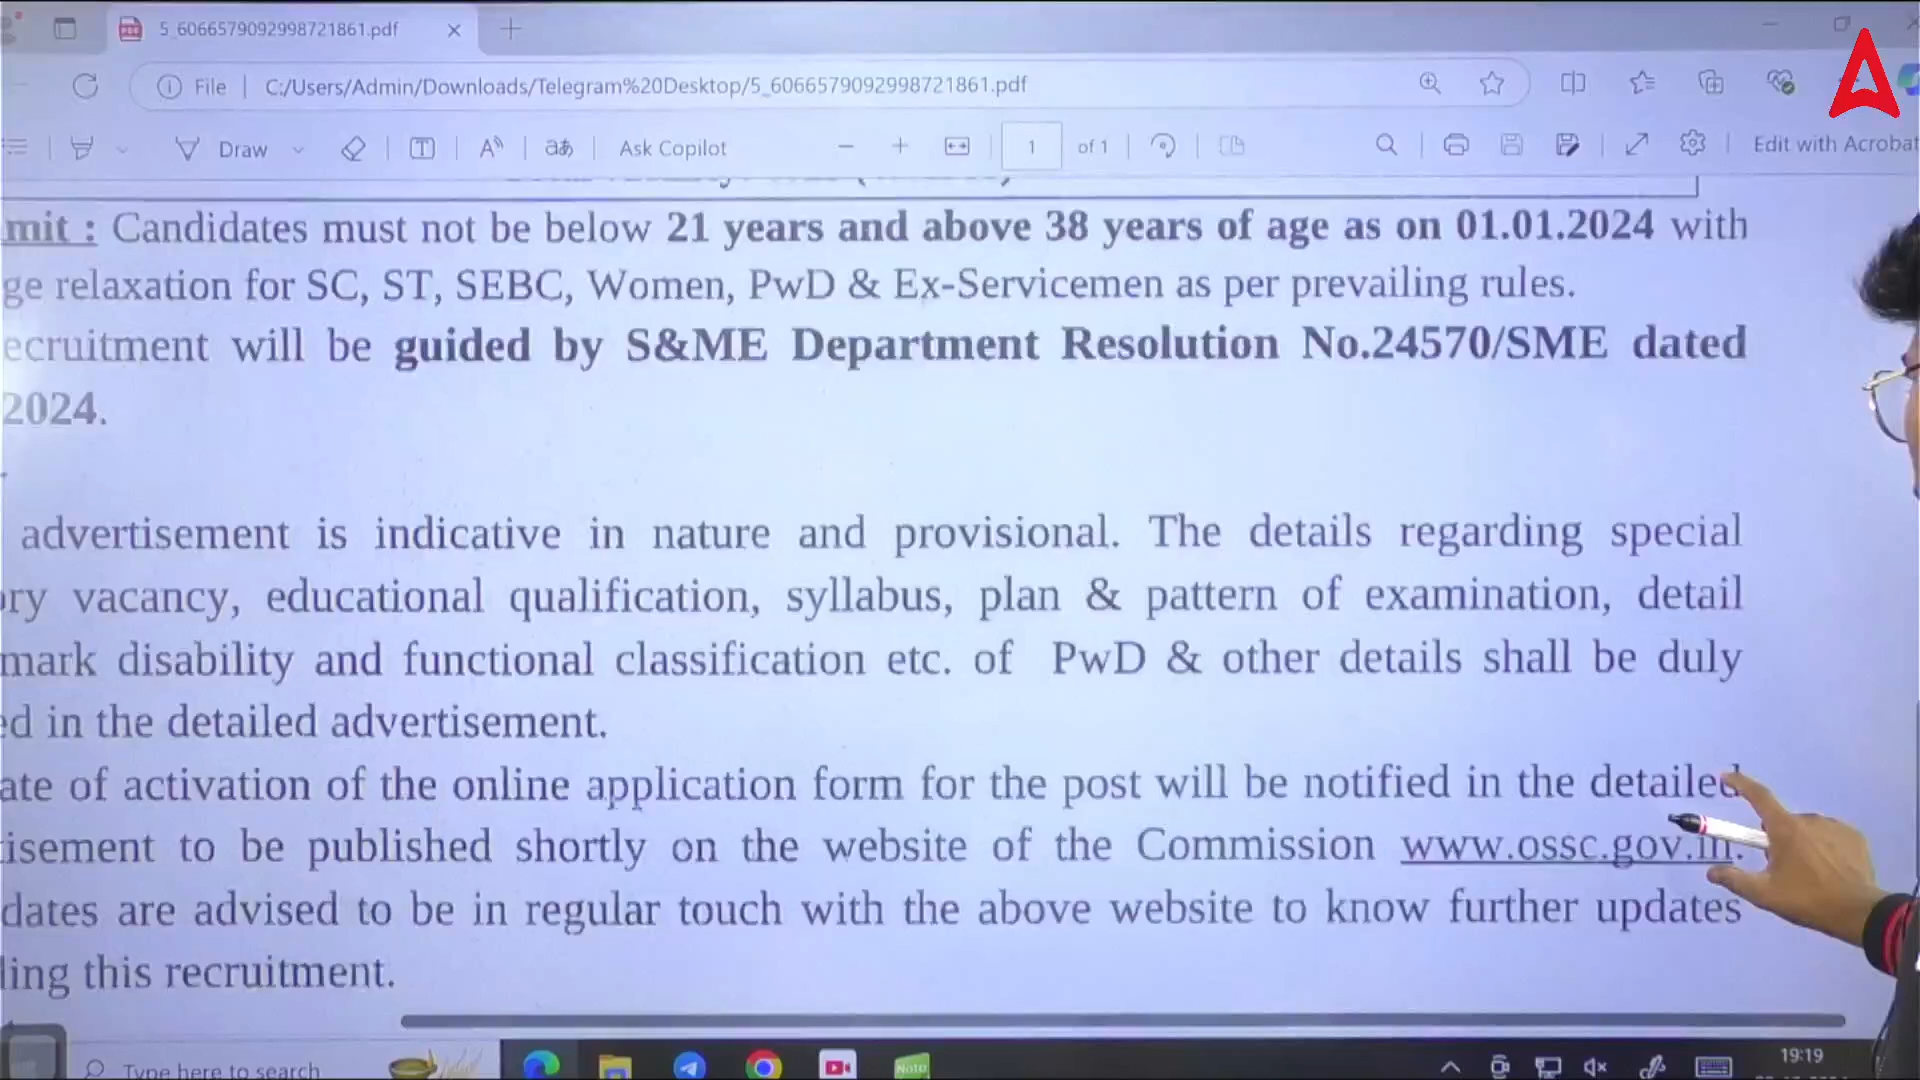 5_6066579092998721861.pdf
File C:/Users/Admin/Downloads/Telegram%20Desktop/5_6066579092998721861.pdf
Draw Ask Copilot 1 of 1 Edit with Acrobat
mit : Candidates must not be below 21 years and above 38 years of age as on 01.01.2024 with
ge relaxation for SC, ST, SEBC, Women, PwD & Ex-Servicemen as per prevailing rules.
ecruitment will be guided by S&ME Department Resolution No.24570/SME dated
2024.
advertisement is indicative in nature and provisional. The details regarding special
ry vacancy, educational qualification, syllabus, plan & pattern of examination, detail
mark disability and functional classification etc. of PwD & other details shall be duly
ed in the detailed advertisement.
ate of activation of the online application form for the post will be notified in the detailed
isement to be published shortly on the website of the Commission www.ossc.gov.in.
dates are advised to be in regular touch with the above website to know further updates
ling this recruitment.
Type here to search
Note
19:19